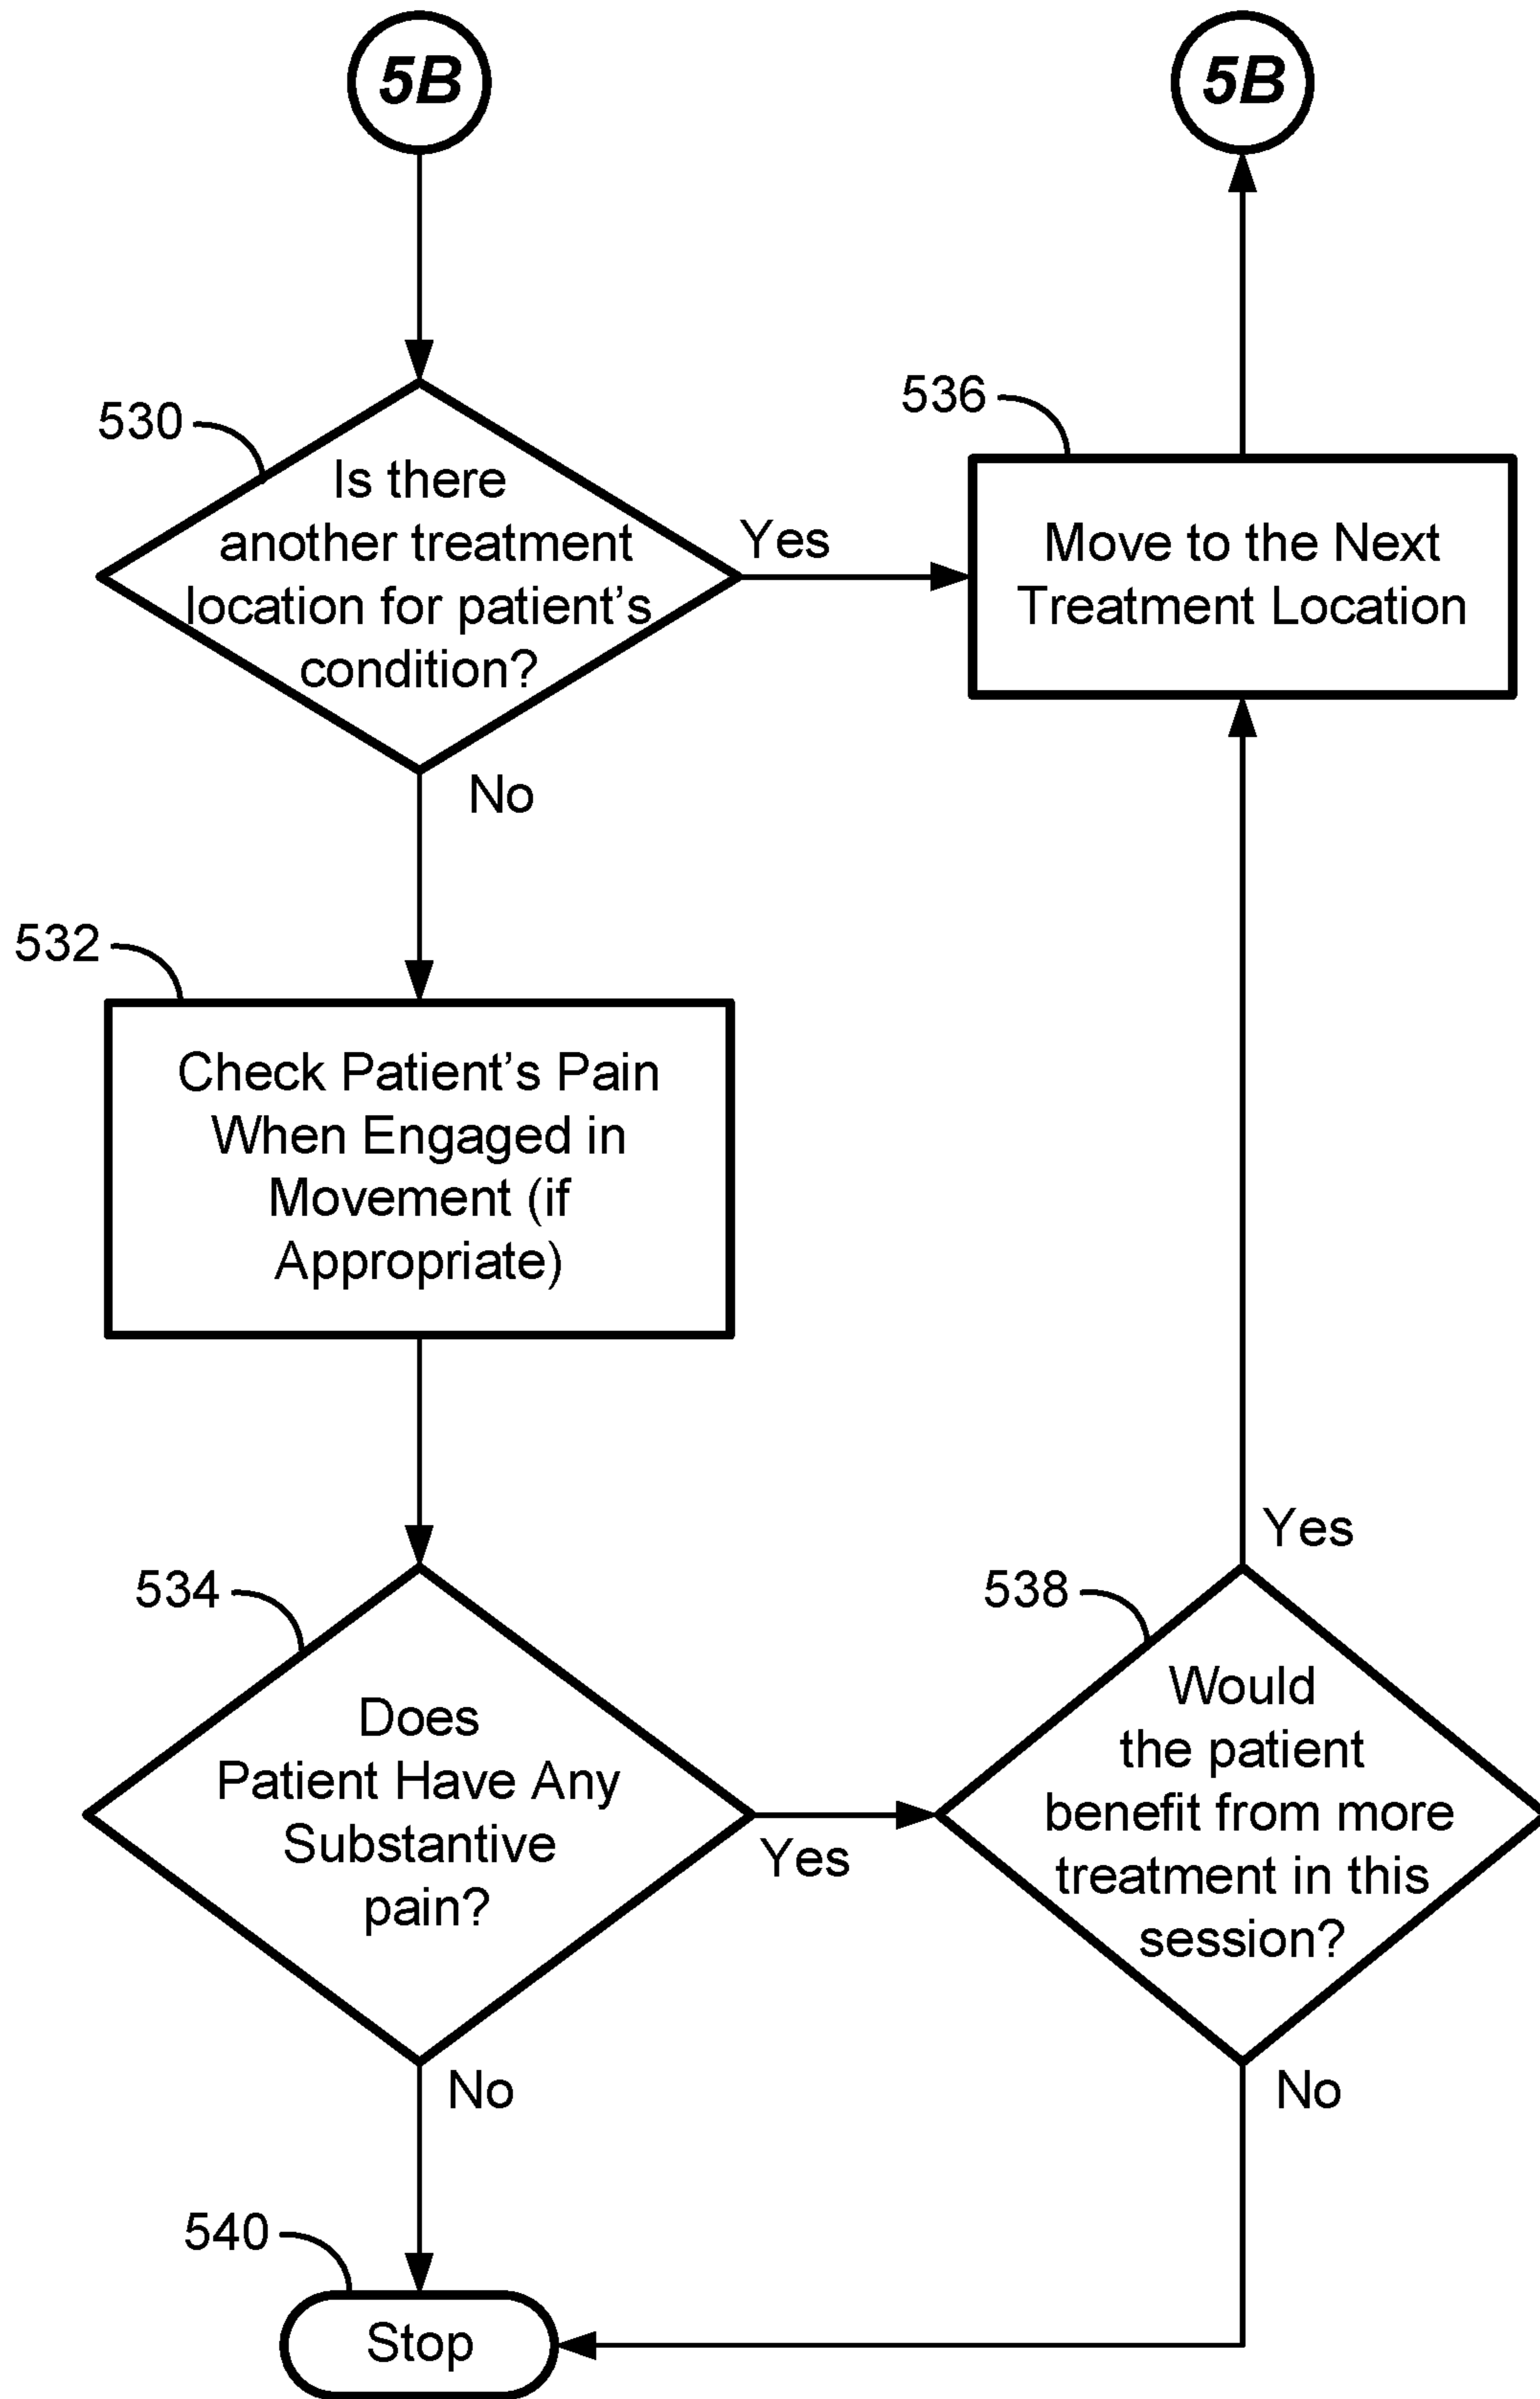 5B
5B
530
Is there
another treatment
location for patient's
condition?
Yes
536
Move to the Next
Treatment Location
No
532
Check Patient's Pain
When Engaged in
Movement (if
Appropriate)
534
Does
Patient Have Any
Substantive
pain?
Yes
538
Yes
Would
the patient
benefit from more
treatment in this
session?
No
No
540
Stop